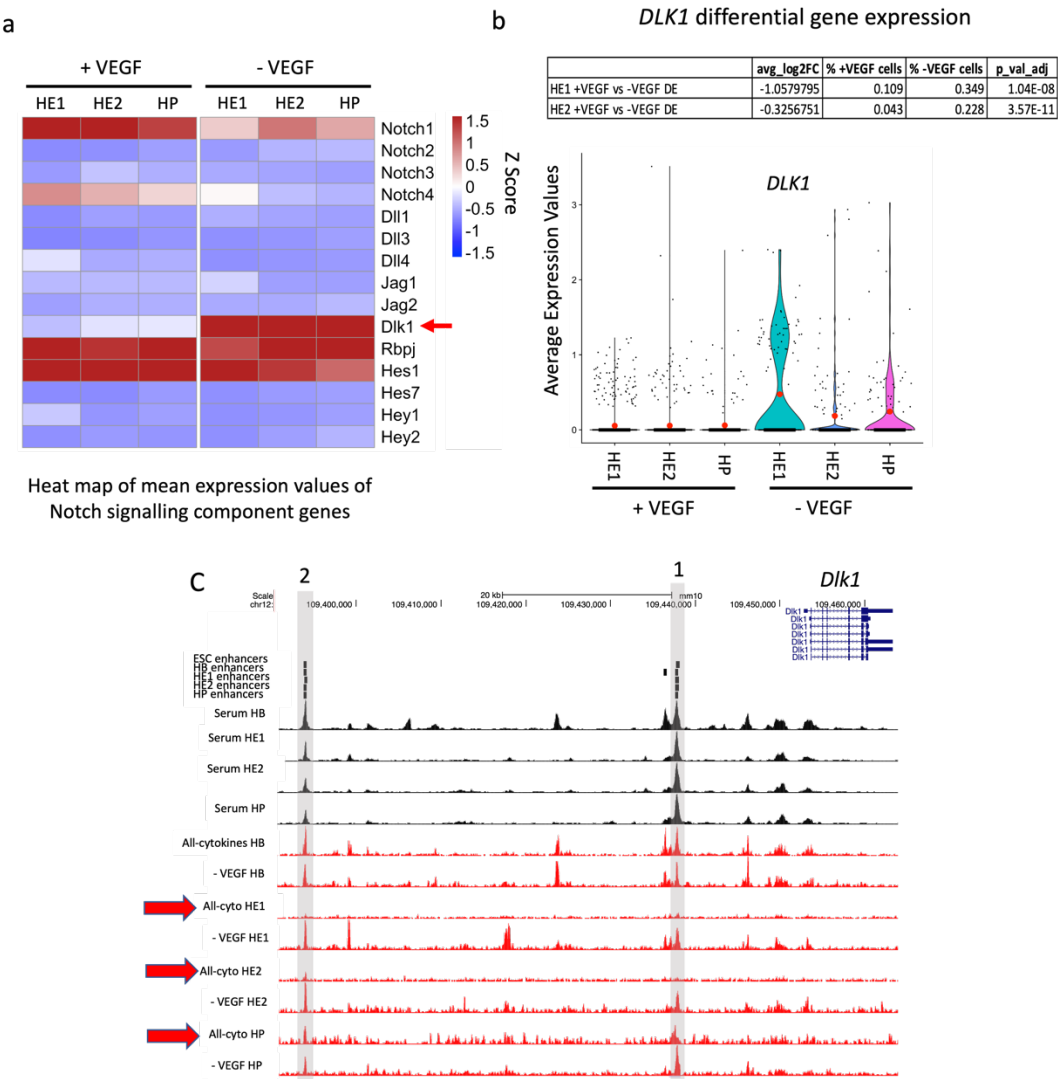 a
+ VEGF
- VEGF
HE1
HE2
HP
HE1
HE2
HP
Notch1
Notch2
Notch3
Notch4
Dll1
Dll3
Dll4
Jag1
Jag2
Dlk1
Rbpj
Hes1
Hes7
Hey1
Hey2
1.5
1
0.5
0
-0.5
-1
-1.5
Z Score
Heat map of mean expression values of
Notch signalling component genes
b
DLK1 differential gene expression
avg_log2FC % +VEGF cells % -VEGF cells p_val_adj
HE1 +VEGF vs -VEGF DE -1.0579795 0.109 0.349 1.04E-08
HE2 +VEGF vs -VEGF DE -0.3256751 0.043 0.228 3.57E-11
DLK1
Average Expression Values
3
2
1
0
HE1
HE2
HP
HE1
HE2
HP
+ VEGF
- VEGF
C
2
1
Dlk1
Scale
20 kb
mm10
chr12:
109,400,000
109,410,000
109,420,000
109,430,000
109,440,000
109,450,000
109,460,000
Dlk1
Dlk1
Dlk1
Dlk1
Dlk1
Dlk1
Dlk1
ESC enhancers
HB enhancers
HE1 enhancers
HE2 enhancers
HP enhancers
Serum HB
Serum HE1
Serum HE2
Serum HP
All-cytokines HB
- VEGF HB
All-cyto HE1
- VEGF HE1
All-cyto HE2
- VEGF HE2
All-cyto HP
- VEGF HP